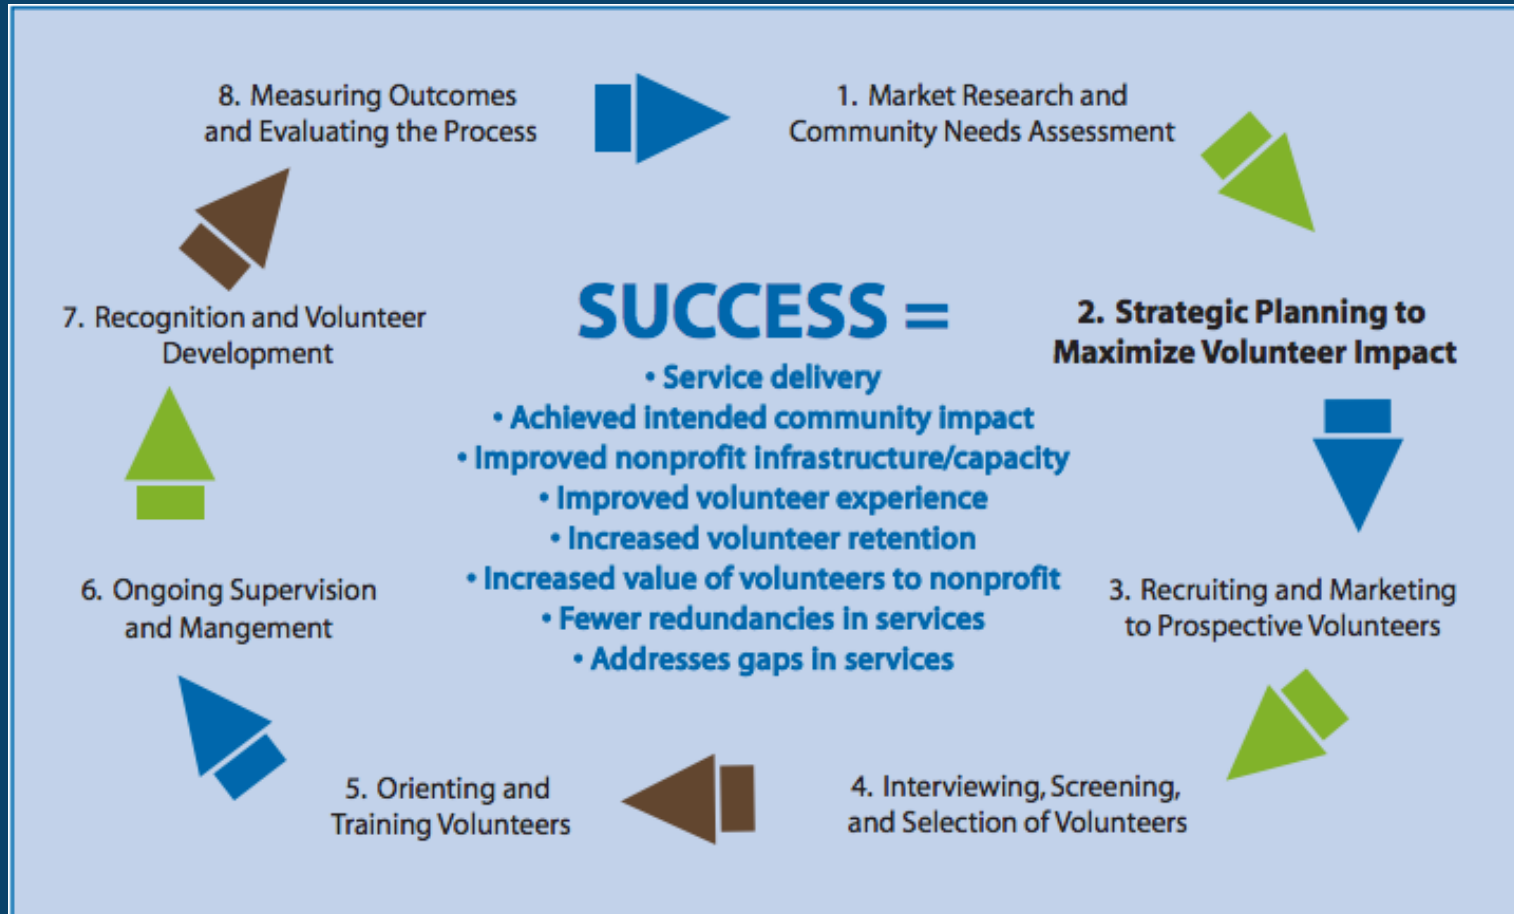 8. Measuring Outcomes
and Evaluating the Process
1. Market Research and
Community Needs Assessment
2. Strategic Planning to
Maximize Volunteer Impact
3. Recruiting and Marketing
to Prospective Volunteers
4. Interviewing, Screening,
and Selection of Volunteers
5. Orienting and
Training Volunteers
6. Ongoing Supervision
and Mangement
7. Recognition and Volunteer
Development
SUCCESS =
• Service delivery
• Achieved intended community impact
• Improved nonprofit infrastructure/capacity
• Improved volunteer experience
• Increased volunteer retention
• Increased value of volunteers to nonprofit
• Fewer redundancies in services
• Addresses gaps in services